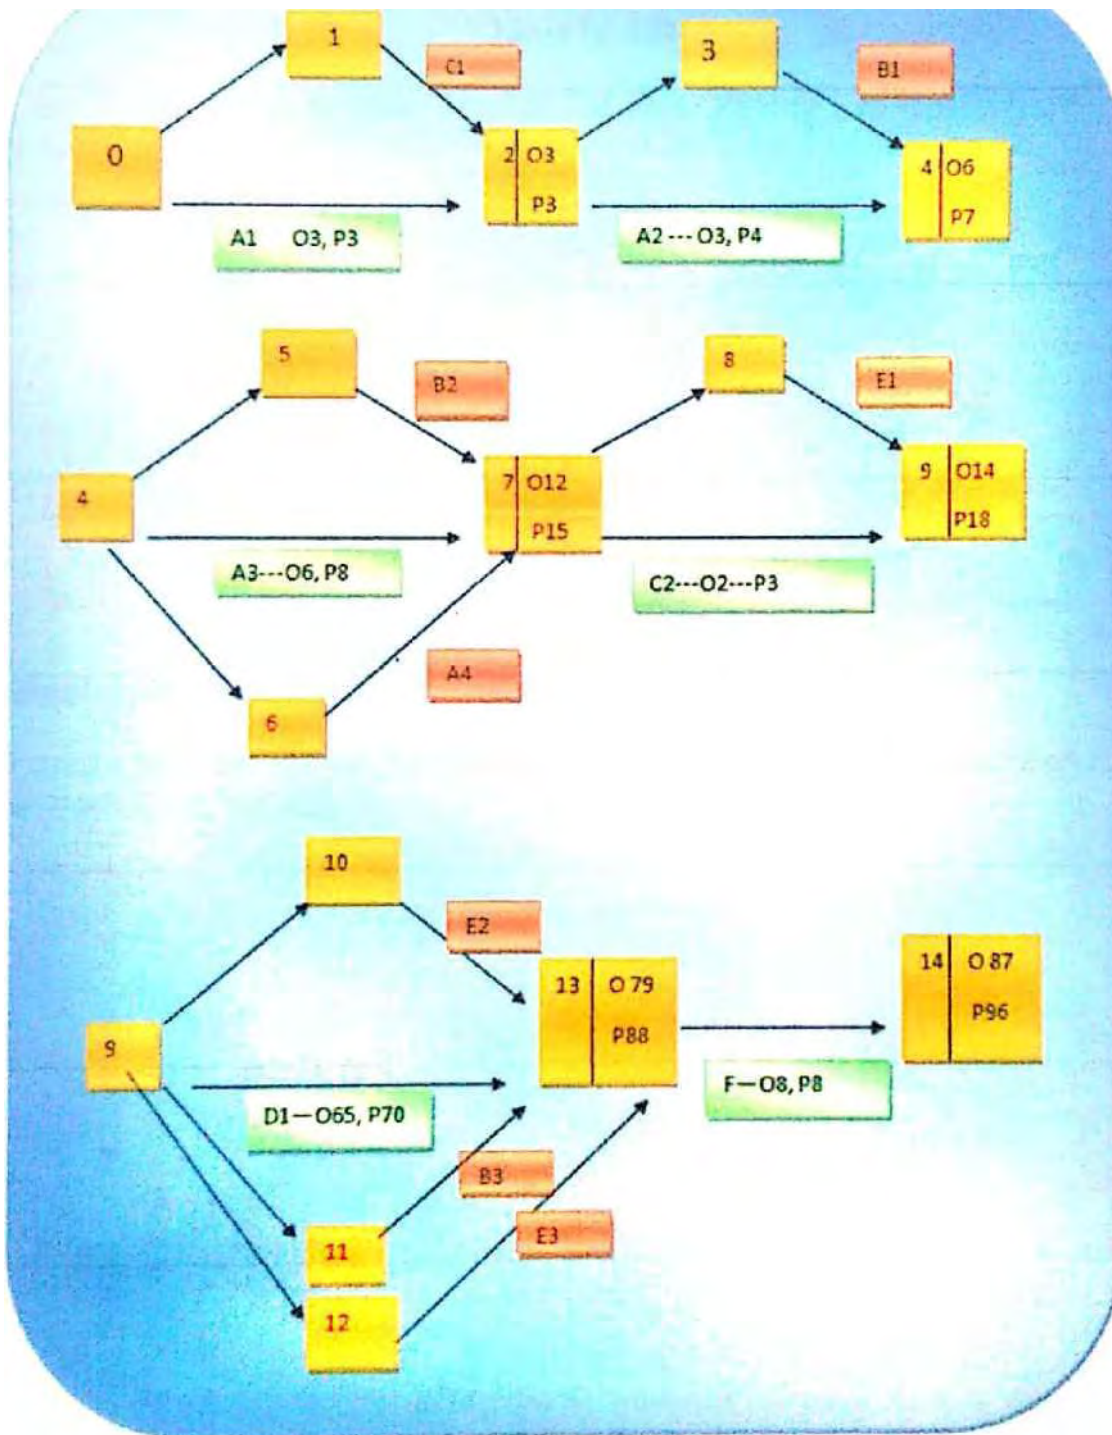 1
C1
3
B1
0
2 O3
P3
4 O6
P7
A1 O3, P3
A2 --- O3, P4
5
B2
8
E1
4
7 O12
P15
9 O14
P18
A3---O6, P8
C2---O2---P3
A4
6
10
E2
13 O 79
P88
14 O 87
P96
9
D1—O65, P70
F—O8, P8
B3
E3
11
12